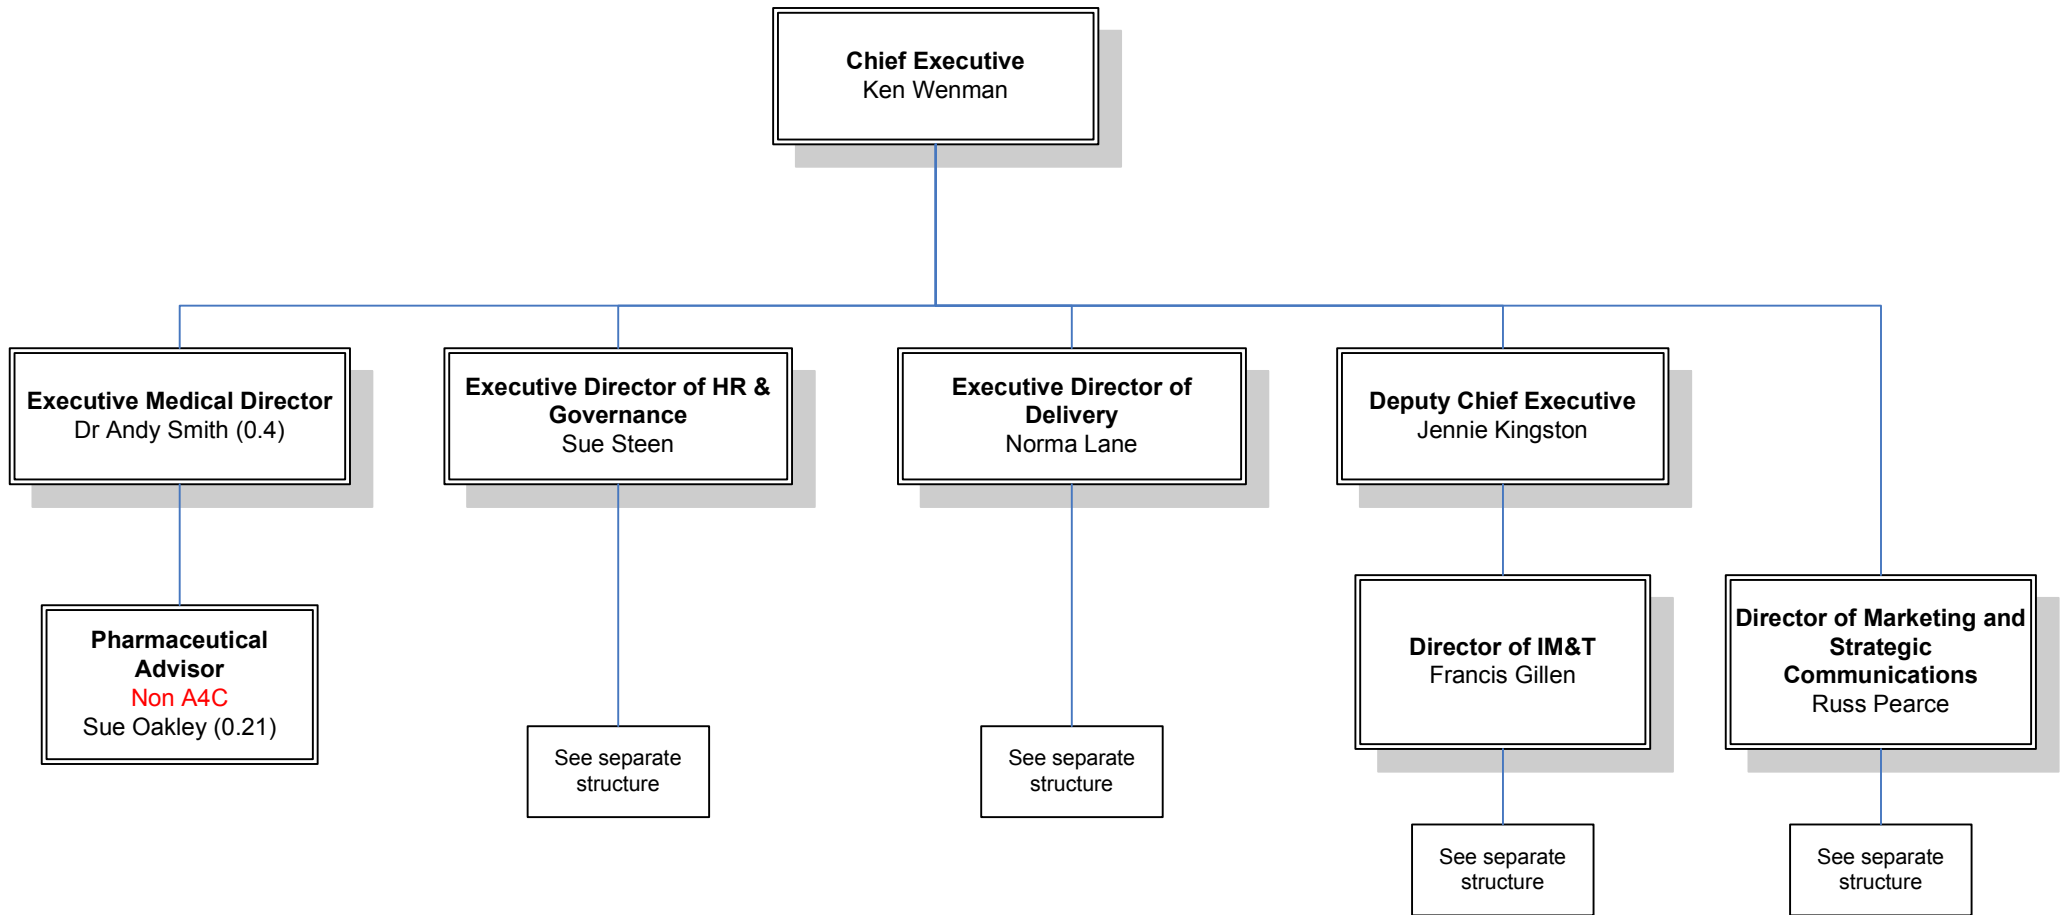 Chief Executive
Ken Wenman
Executive Medical Director
Dr Andy Smith (0.4)
Executive Director of HR &
Governance
Sue Steen
Executive Director of
Delivery
Norma Lane
Deputy Chief Executive
Jennie Kingston
Pharmaceutical
Advisor
Non A4C
Sue Oakley (0.21)
Director of IM&T
Francis Gillen
Director of Marketing and
Strategic
Communications
Russ Pearce
See separate
structure
See separate
structure
See separate
structure
See separate
structure